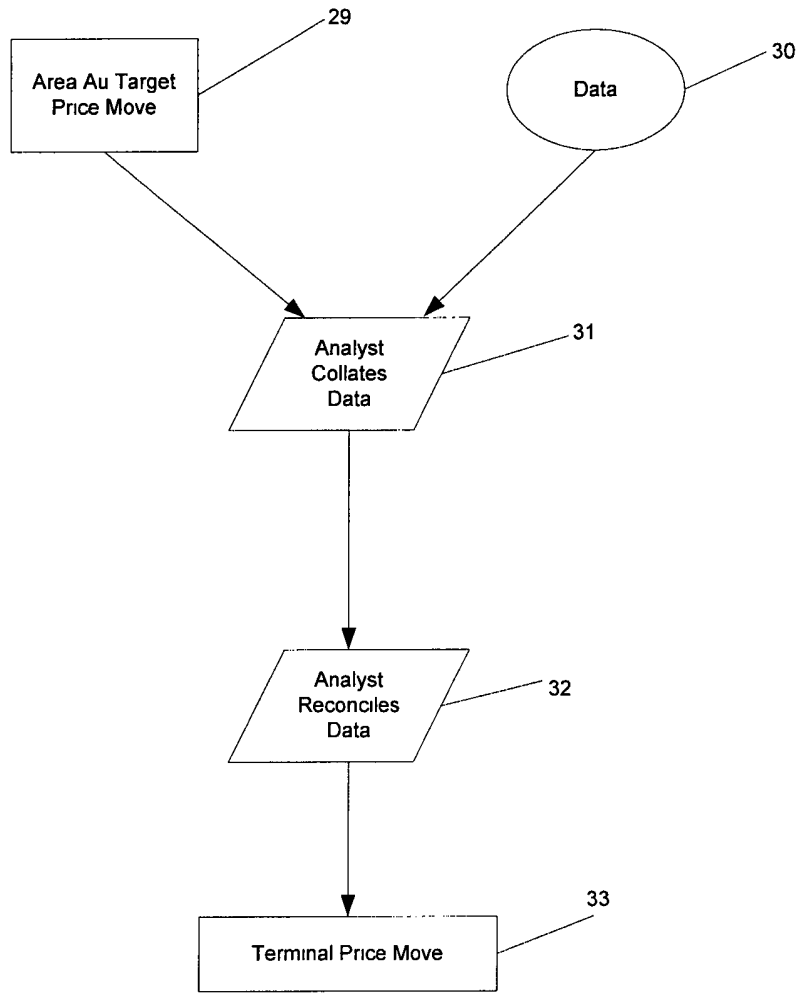 29
Area Au Target
Price Move
30
Data
31
Analyst
Collates
Data
Analyst
Reconciles
Data
32
33
Terminal Price Move